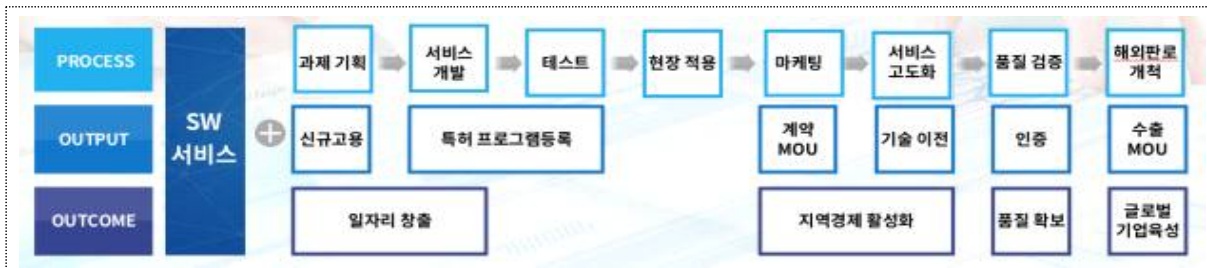 PROCESS
OUTPUT
OUTCOME
SW
서비스
과제 기획
서비스
개발
테스트
현장 적용
마케팅
서비스
고도화
품질 검증
해외판로
개척
신규고용
특허 프로그램등록
계약
MOU
기술 이전
인증
수출
MOU
일자리 창출
지역경제 활성화
품질 확보
글로벌
기업육성